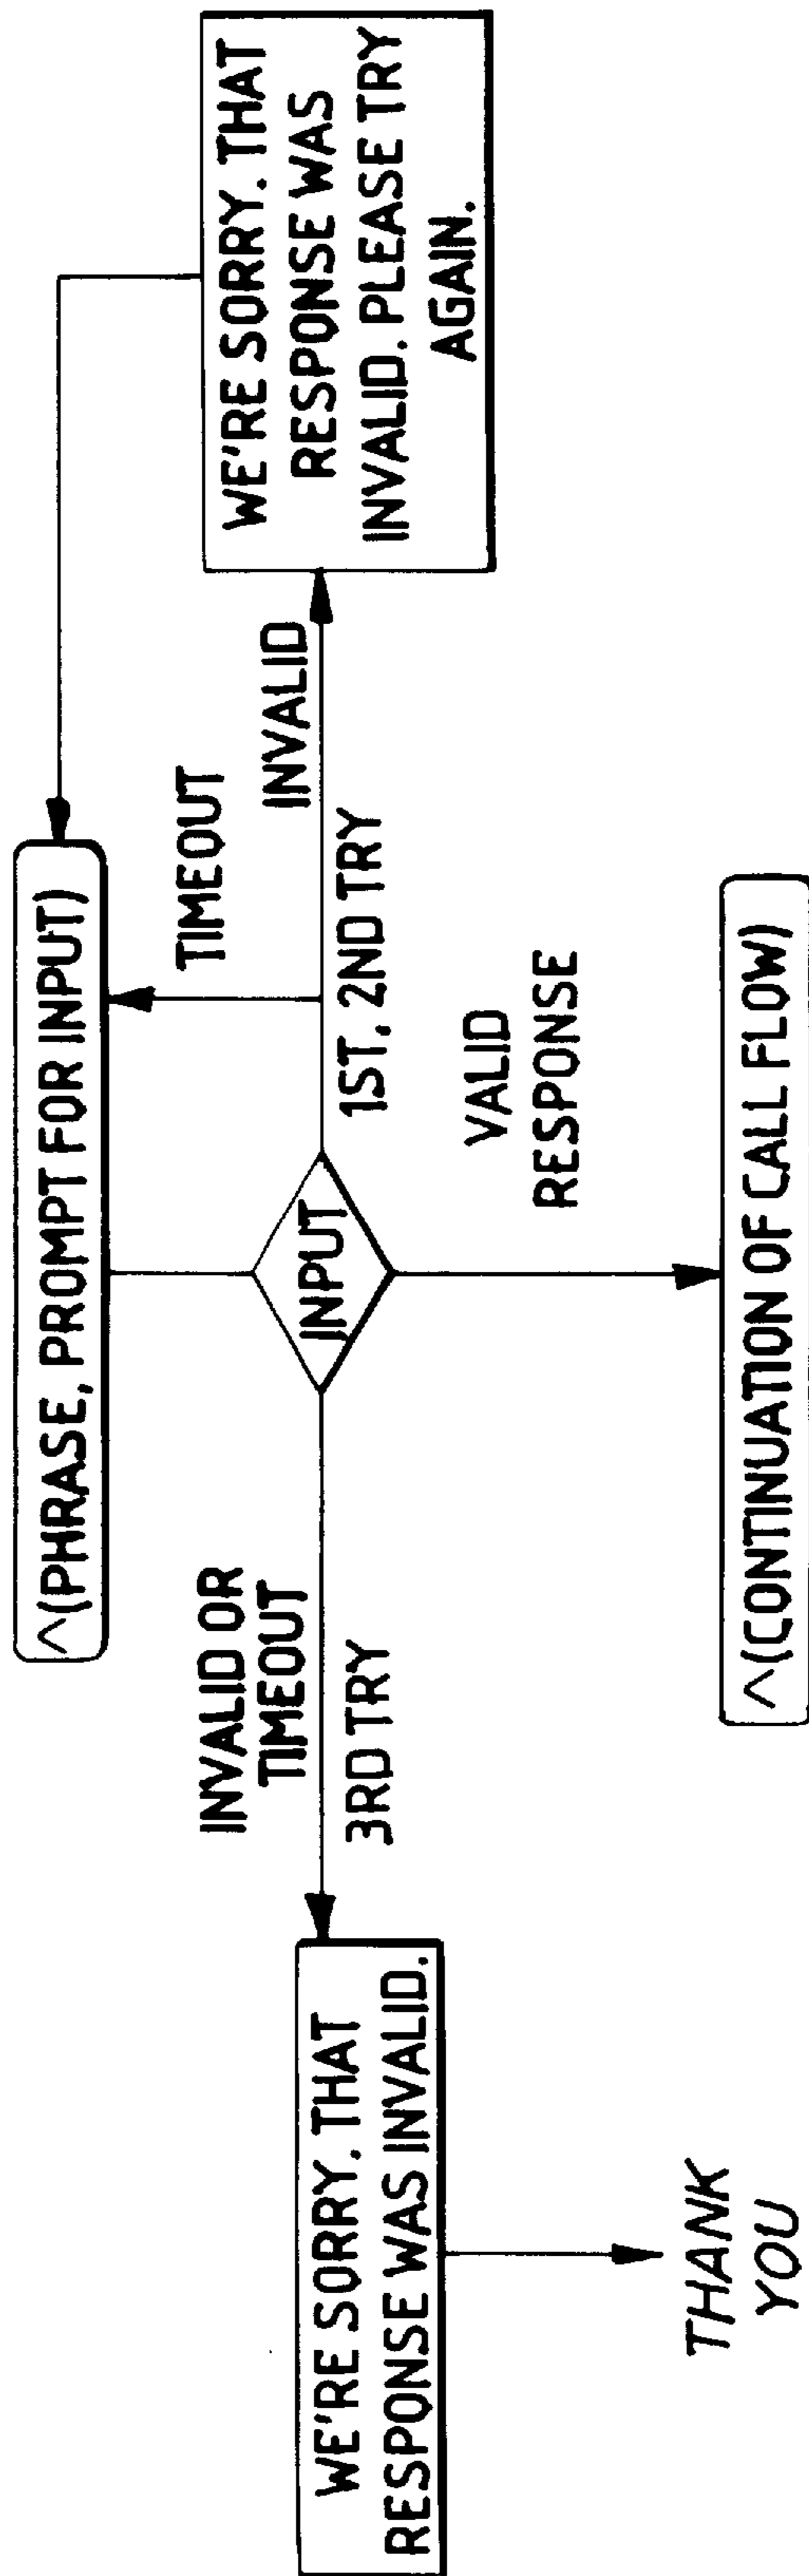 ^(PHRASE, PROMPT FOR INPUT)
INVALID OR
TIMEOUT
3RD TRY
INPUT
TIMEOUT
INVALID
1ST, 2ND TRY
WE'RE SORRY. THAT
RESPONSE WAS
INVALID. PLEASE TRY
AGAIN.
WE'RE SORRY. THAT
RESPONSE WAS INVALID.
VALID
RESPONSE
THANK
YOU
^(CONTINUATION OF CALL FLOW)